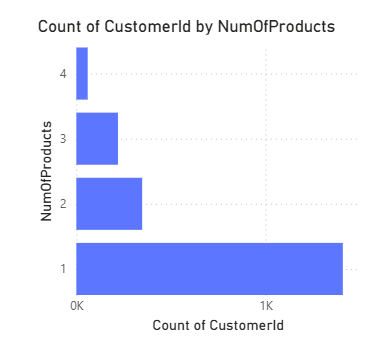 Count of CustomerId by NumOfProducts
NumOfProducts
4
3
2
1
0K 1K
Count of CustomerId